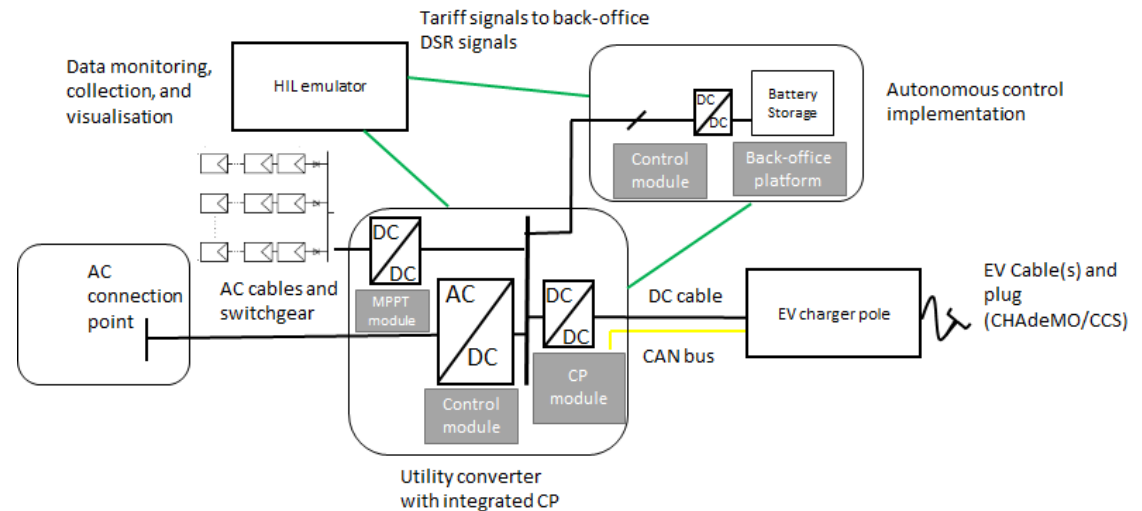 Tariff signals to back-office
DSR signals
Data monitoring,
collection, and
visualisation
HIL emulator
DC
DC
Battery
Storage
Control
module
Back-office
platform
Autonomous control
implementation
AC
connection
point
AC cables and
switchgear
DC
DC
MPPT
module
AC
DC
Control
module
DC
DC
CP
module
DC cable
CAN bus
EV charger pole
EV Cable(s) and
plug
(CHAdeMO/CCS)
Utility converter
with integrated CP